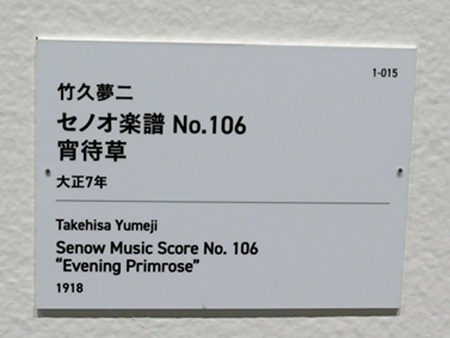 1-015
竹久夢二
セノオ楽譜 No.106
宵待草
大正7年
Takehisa Yumeji
Senow Music Score No. 106
“Evening Primrose”
1918